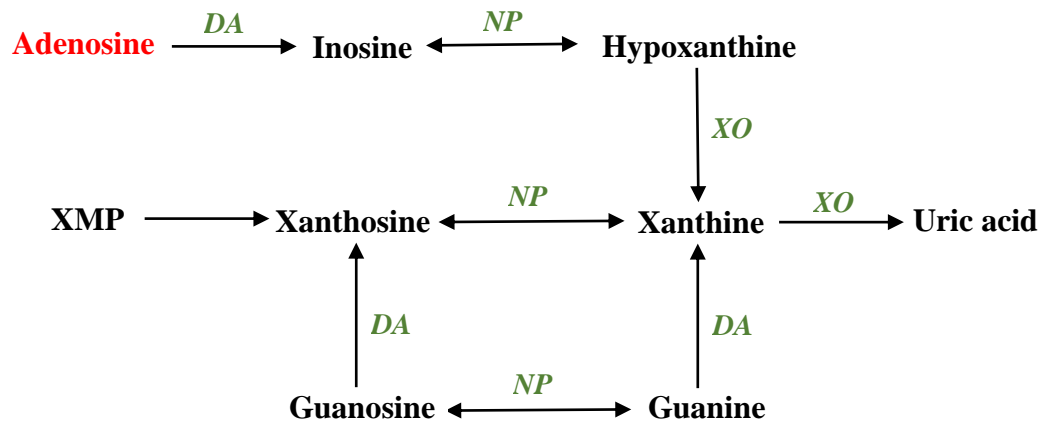 DA NP
Adenosine Inosine Hypoxanthine
XO
NP XO
XMP Xanthosine Xanthine Uric acid
DA DA
NP
Guanosine Guanine